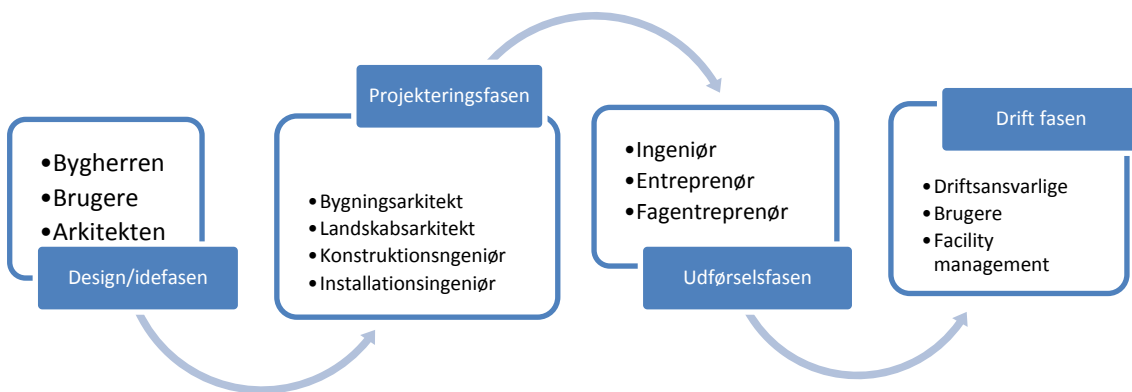 •Bygherren
•Brugere
•Arkitekten
Design/idefasen
Projekteringsfasen
•Bygningsarkitekt
•Landskabsarkitekt
•Konstruktionsngeniør
•Installationsingeniør
•Ingeniør
•Entreprenør
•Fagentreprenør
Udførselsfasen
Drift fasen
•Driftsansvarlige
•Brugere
•Facility
management